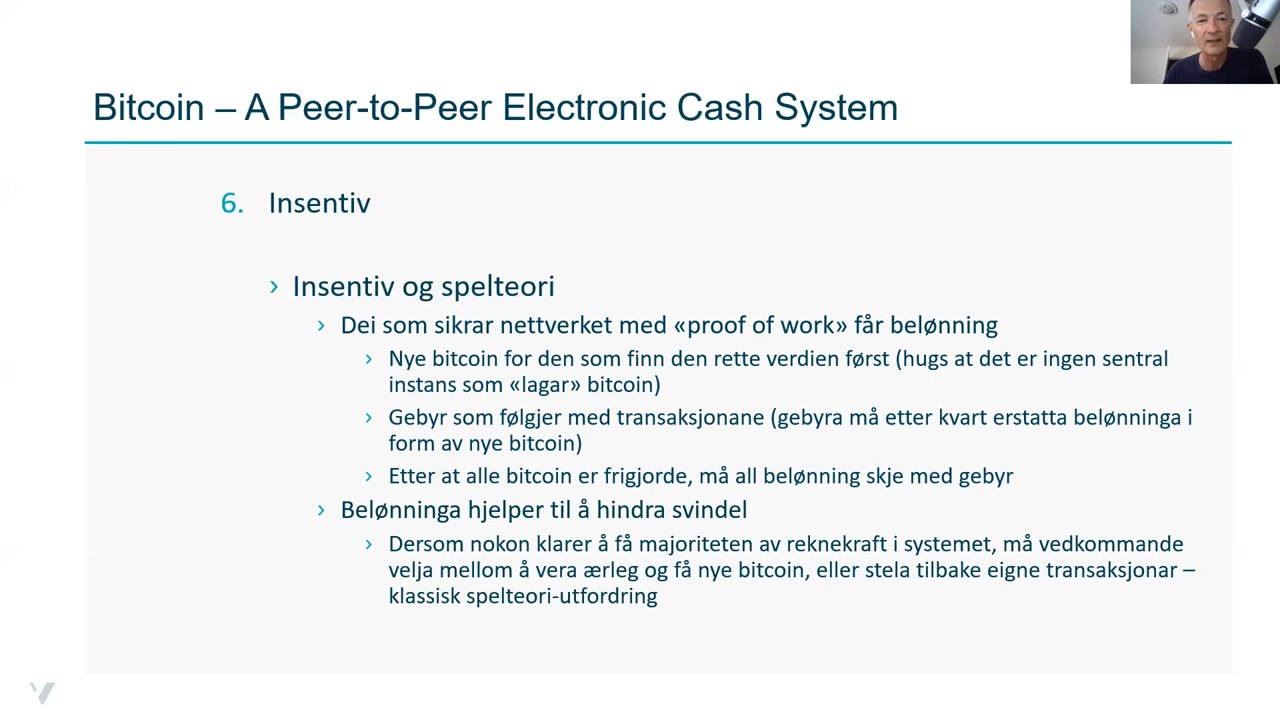 Bitcoin – A Peer-to-Peer Electronic Cash System
6. Insentiv
› Insentiv og spelteori
› Dei som sikrar nettverket med «proof of work» får belønning
› Nye bitcoin for den som finn den rette verdien først (hugs at det er ingen sentral
instans som «lagar» bitcoin)
› Gebyr som følgjer med transaksjonane (gebyra må etter kvart erstatta belønninga i
form av nye bitcoin)
› Etter at alle bitcoin er frigjorde, må all belønning skje med gebyr
› Belønninga hjelper til å hindra svindel
› Dersom nokon klarer å få majoriteten av reknekraft i systemet, må vedkommande
velja mellom å vera ærleg og få nye bitcoin, eller stela tilbake eigne transaksjonar –
klassisk spelteori-utfordring